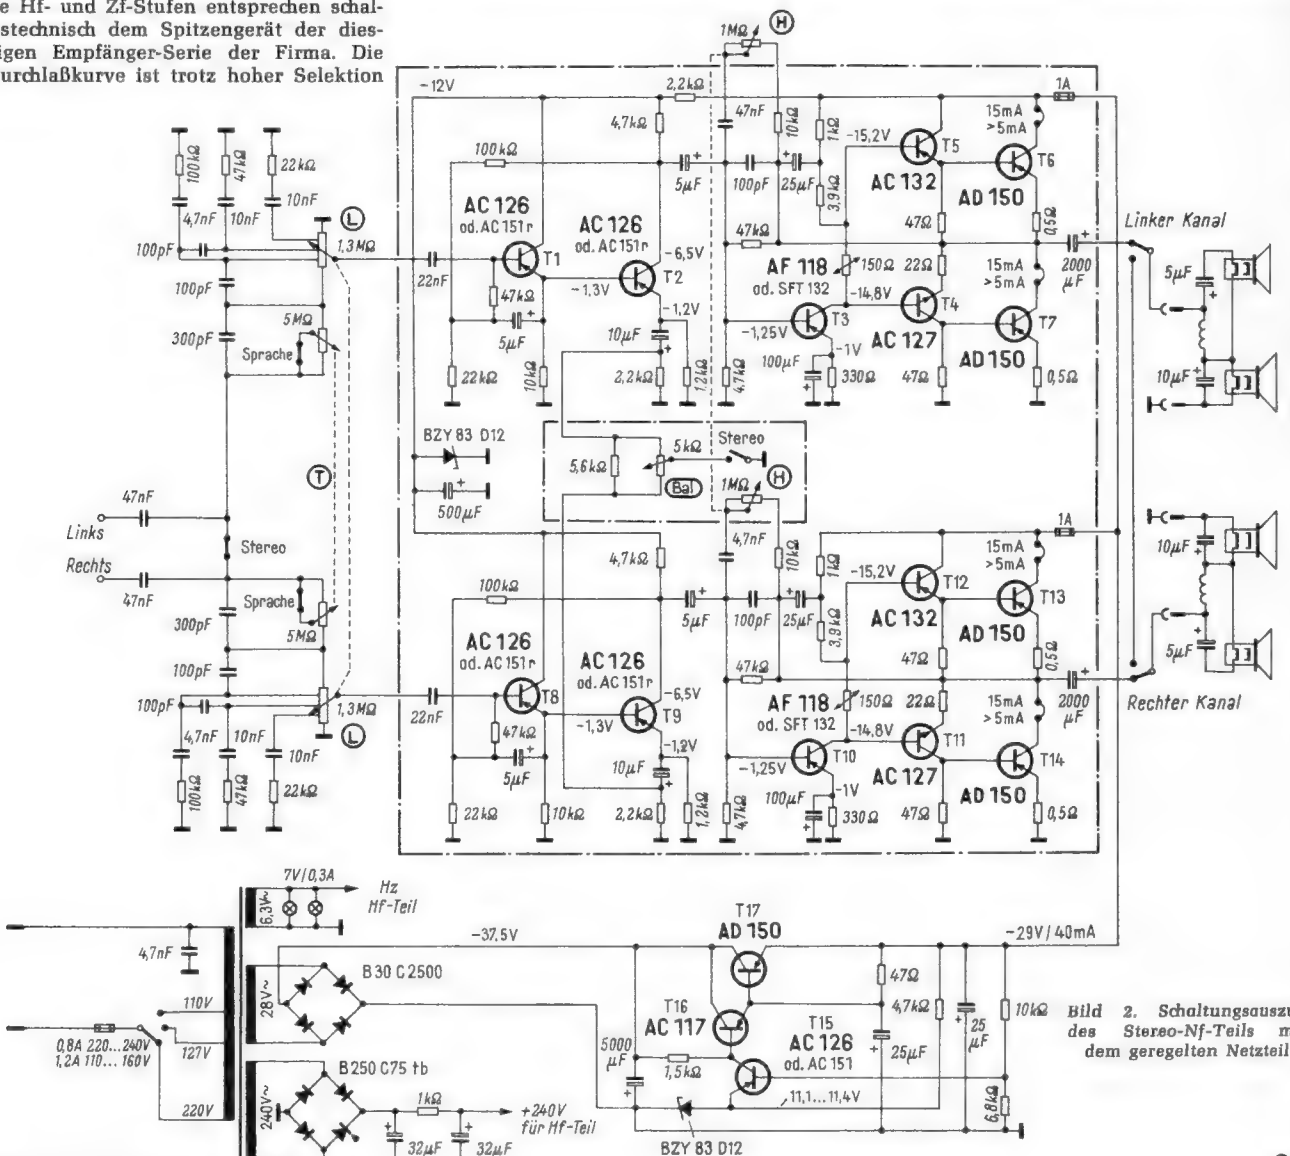 e Hf- und Zf-Stufen entsprechen schal-
stechnisch dem Spitzengerät der dies-
igen Empfänger-Serie der Firma. Die
urchlaßkurve ist trotz hoher Selektion
-12V
2,2kΩ
1MΩ
H
1A
4,7kΩ
47nF
10kΩ
1kΩ
-15,2V
15mA
>5mA
T5
T6
AC 132
AD 150
100kΩ
47kΩ
22kΩ
10nF
4,7nF
10nF
L
100pF
1,3MΩ
100pF
300pF
5MΩ
Sprache
100kΩ
5µF
100pF
25µF
3,9kΩ
AC 126
od. AC 151r
AC 126
od. AC 151r
T1
T2
22nF
47kΩ
5µF
-1,3V
-6,5V
-1,2V
10µF
22kΩ
10kΩ
2,2kΩ
1,2kΩ
47kΩ
AF 118
od. SFT 132
150Ω
47Ω
22Ω
-14,8V
T3
T4
-1,25V
-1V
100µF
330Ω
4,7kΩ
AC 127
47Ω
15mA
>5mA
T7
AD 150
0,5Ω
0,5Ω
2000
µF
Linker Kanal
5µF
10µF
BZY 83 D12
500µF
5,6kΩ
5kΩ
Bal
Stereo
H
1MΩ
T
47nF
Links
Stereo
Rechts
47nF
Sprache
300pF
5MΩ
100pF
100pF
1,3MΩ
L
4,7nF
10nF
10nF
100kΩ
47kΩ
22kΩ
4,7kΩ
4,7nF
10kΩ
1kΩ
-15,2V
1A
15mA
>5mA
T12
T13
AC 132
AD 150
100kΩ
5µF
100pF
25µF
3,9kΩ
AC 126
od. AC 151r
AC 126
od. AC 151r
T8
T9
22nF
47kΩ
5µF
-1,3V
-6,5V
-1,2V
10µF
22kΩ
10kΩ
2,2kΩ
1,2kΩ
47kΩ
AF 118
od. SFT 132
150Ω
47Ω
22Ω
-14,8V
T10
T11
-1,25V
-1V
100µF
330Ω
4,7kΩ
AC 127
47Ω
15mA
>5mA
T14
AD 150
0,5Ω
0,5Ω
2000
µF
Rechter Kanal
10µF
5µF
7V/0,3A
6,3V~
Hz
Hf-Teil
4,7nF
110V
127V
220V
0,8A 220...240V
1,2A 110... 160V
28V~
B30 C2500
240V~
B250 C75 tb
1kΩ
+240V
für Hf-Teil
32µF
32µF
-37,5V
T17
AD 150
-29V/40mA
T16
AC 117
T15
AC 126
od. AC 151
5000
µF
1,5kΩ
47Ω
4,7kΩ
25µF
25
µF
10kΩ
6,8kΩ
11,1...11,4V
BZY 83 D12
Bild 2. Schaltungsauszu
des Stereo-Nf-Teils m
dem geregelten Netzteil